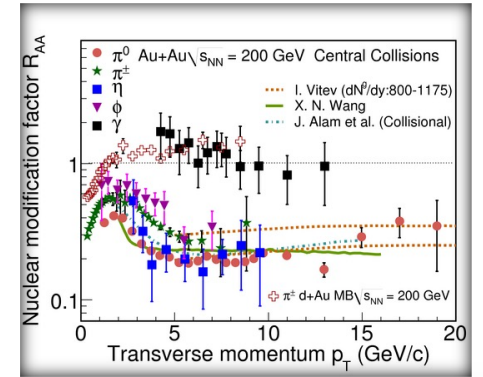 Nuclear modification factor R_AA
π⁰ Au+Au√s_NN = 200 GeV Central Collisions
π±
η
ϕ
γ
I. Vitev (dNᵍ/dy:800-1175)
X. N. Wang
J. Alam et al. (Collisional)
1
0.1
π± d+Au MB√s_NN = 200 GeV
0 5 10 15 20
Transverse momentum p_T (GeV/c)